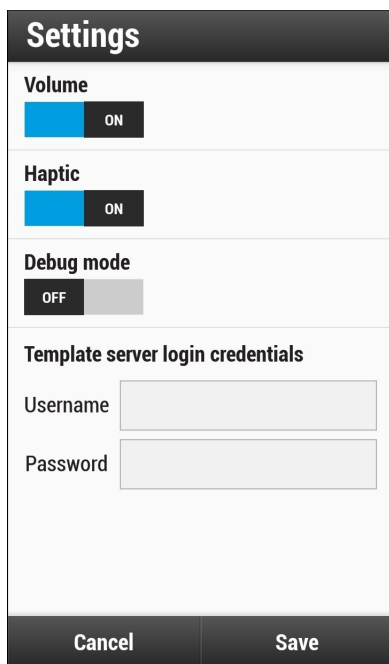 Settings
Volume
ON
Haptic
ON
Debug mode
OFF
Template server login credentials
Username
Password
Cancel Save